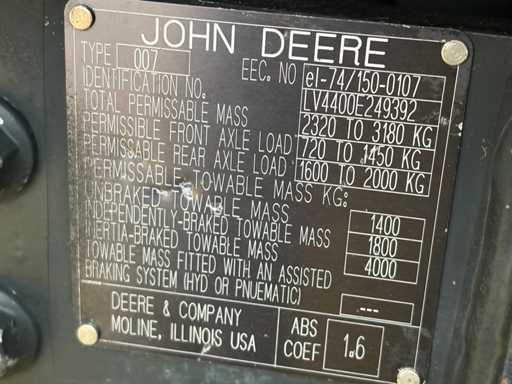 JOHN DEERE
TYPE 007 EEC. NO e1-74/150-0107
IDENTIFICATION NO. LV4400E249392
TOTAL PERMISSABLE MASS 2320 TO 3180 KG
PERMISSIBLE FRONT AXLE LOAD 720 TO 1450 KG
PERMISSABLE REAR AXLE LOAD 1600 TO 2000 KG
PERMISSABLE TOWABLE MASS KG:
UNBRAKED TOWABLE MASS 1400
INDEPENDENTLY-BRAKED TOWABLE MASS 1800
INERTIA-BRAKED TOWABLE MASS 4000
TOWABLE MASS FITTED WITH AN ASSISTED
BRAKING SYSTEM (HYD OR PNUEMATIC) ---
DEERE & COMPANY
MOLINE, ILLINOIS USA
ABS
COEF 1.6